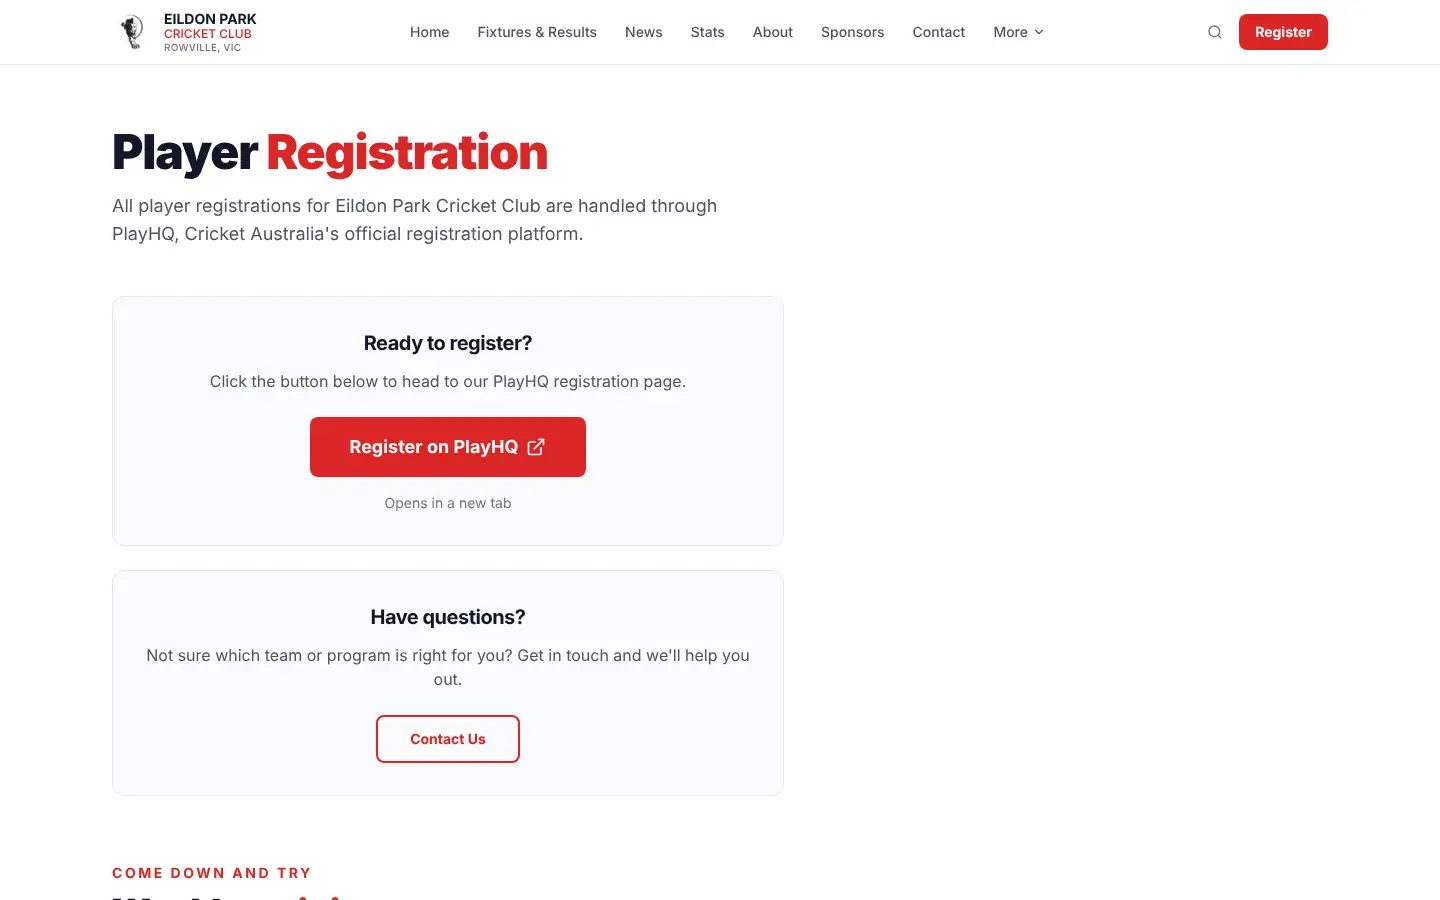 EILDON PARK
CRICKET CLUB
ROWVILLE, VIC
Home
Fixtures & Results
News
Stats
About
Sponsors
Contact
More
Register
Player Registration
All player registrations for Eildon Park Cricket Club are handled through
PlayHQ, Cricket Australia's official registration platform.
Ready to register?
Click the button below to head to our PlayHQ registration page.
Register on PlayHQ
Opens in a new tab
Have questions?
Not sure which team or program is right for you? Get in touch and we'll help you
out.
Contact Us
COME DOWN AND TRY